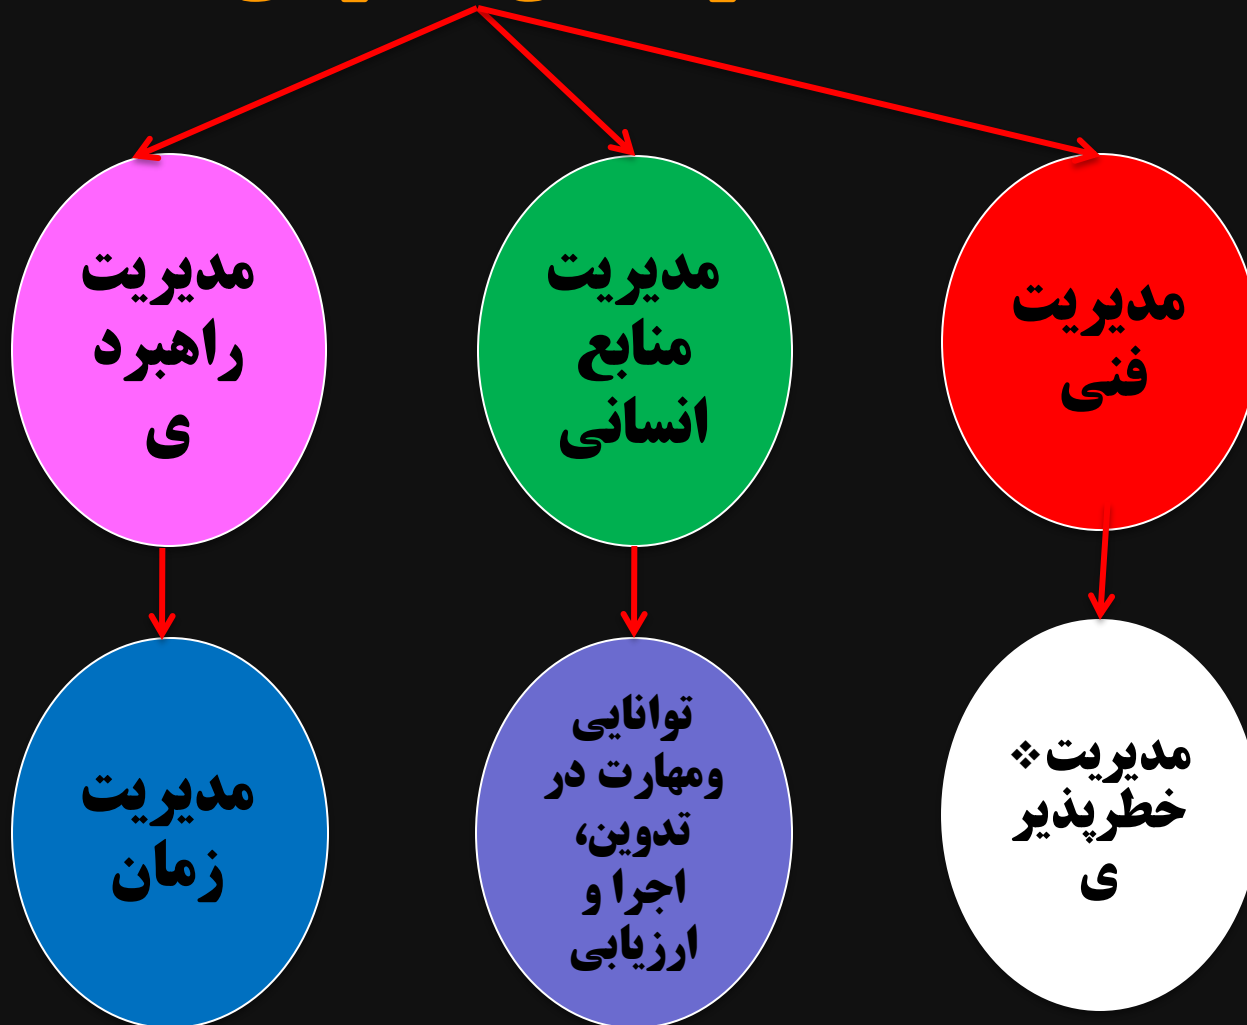 مدیریت
فنی
مدیریت
منابع
انسانی
مدیریت
راهبرد
ی
مدیریت❖
خطرپذیر
ی
توانایی
ومهارت در
تدوین،
اجرا و
ارزیابی
مدیریت
زمان